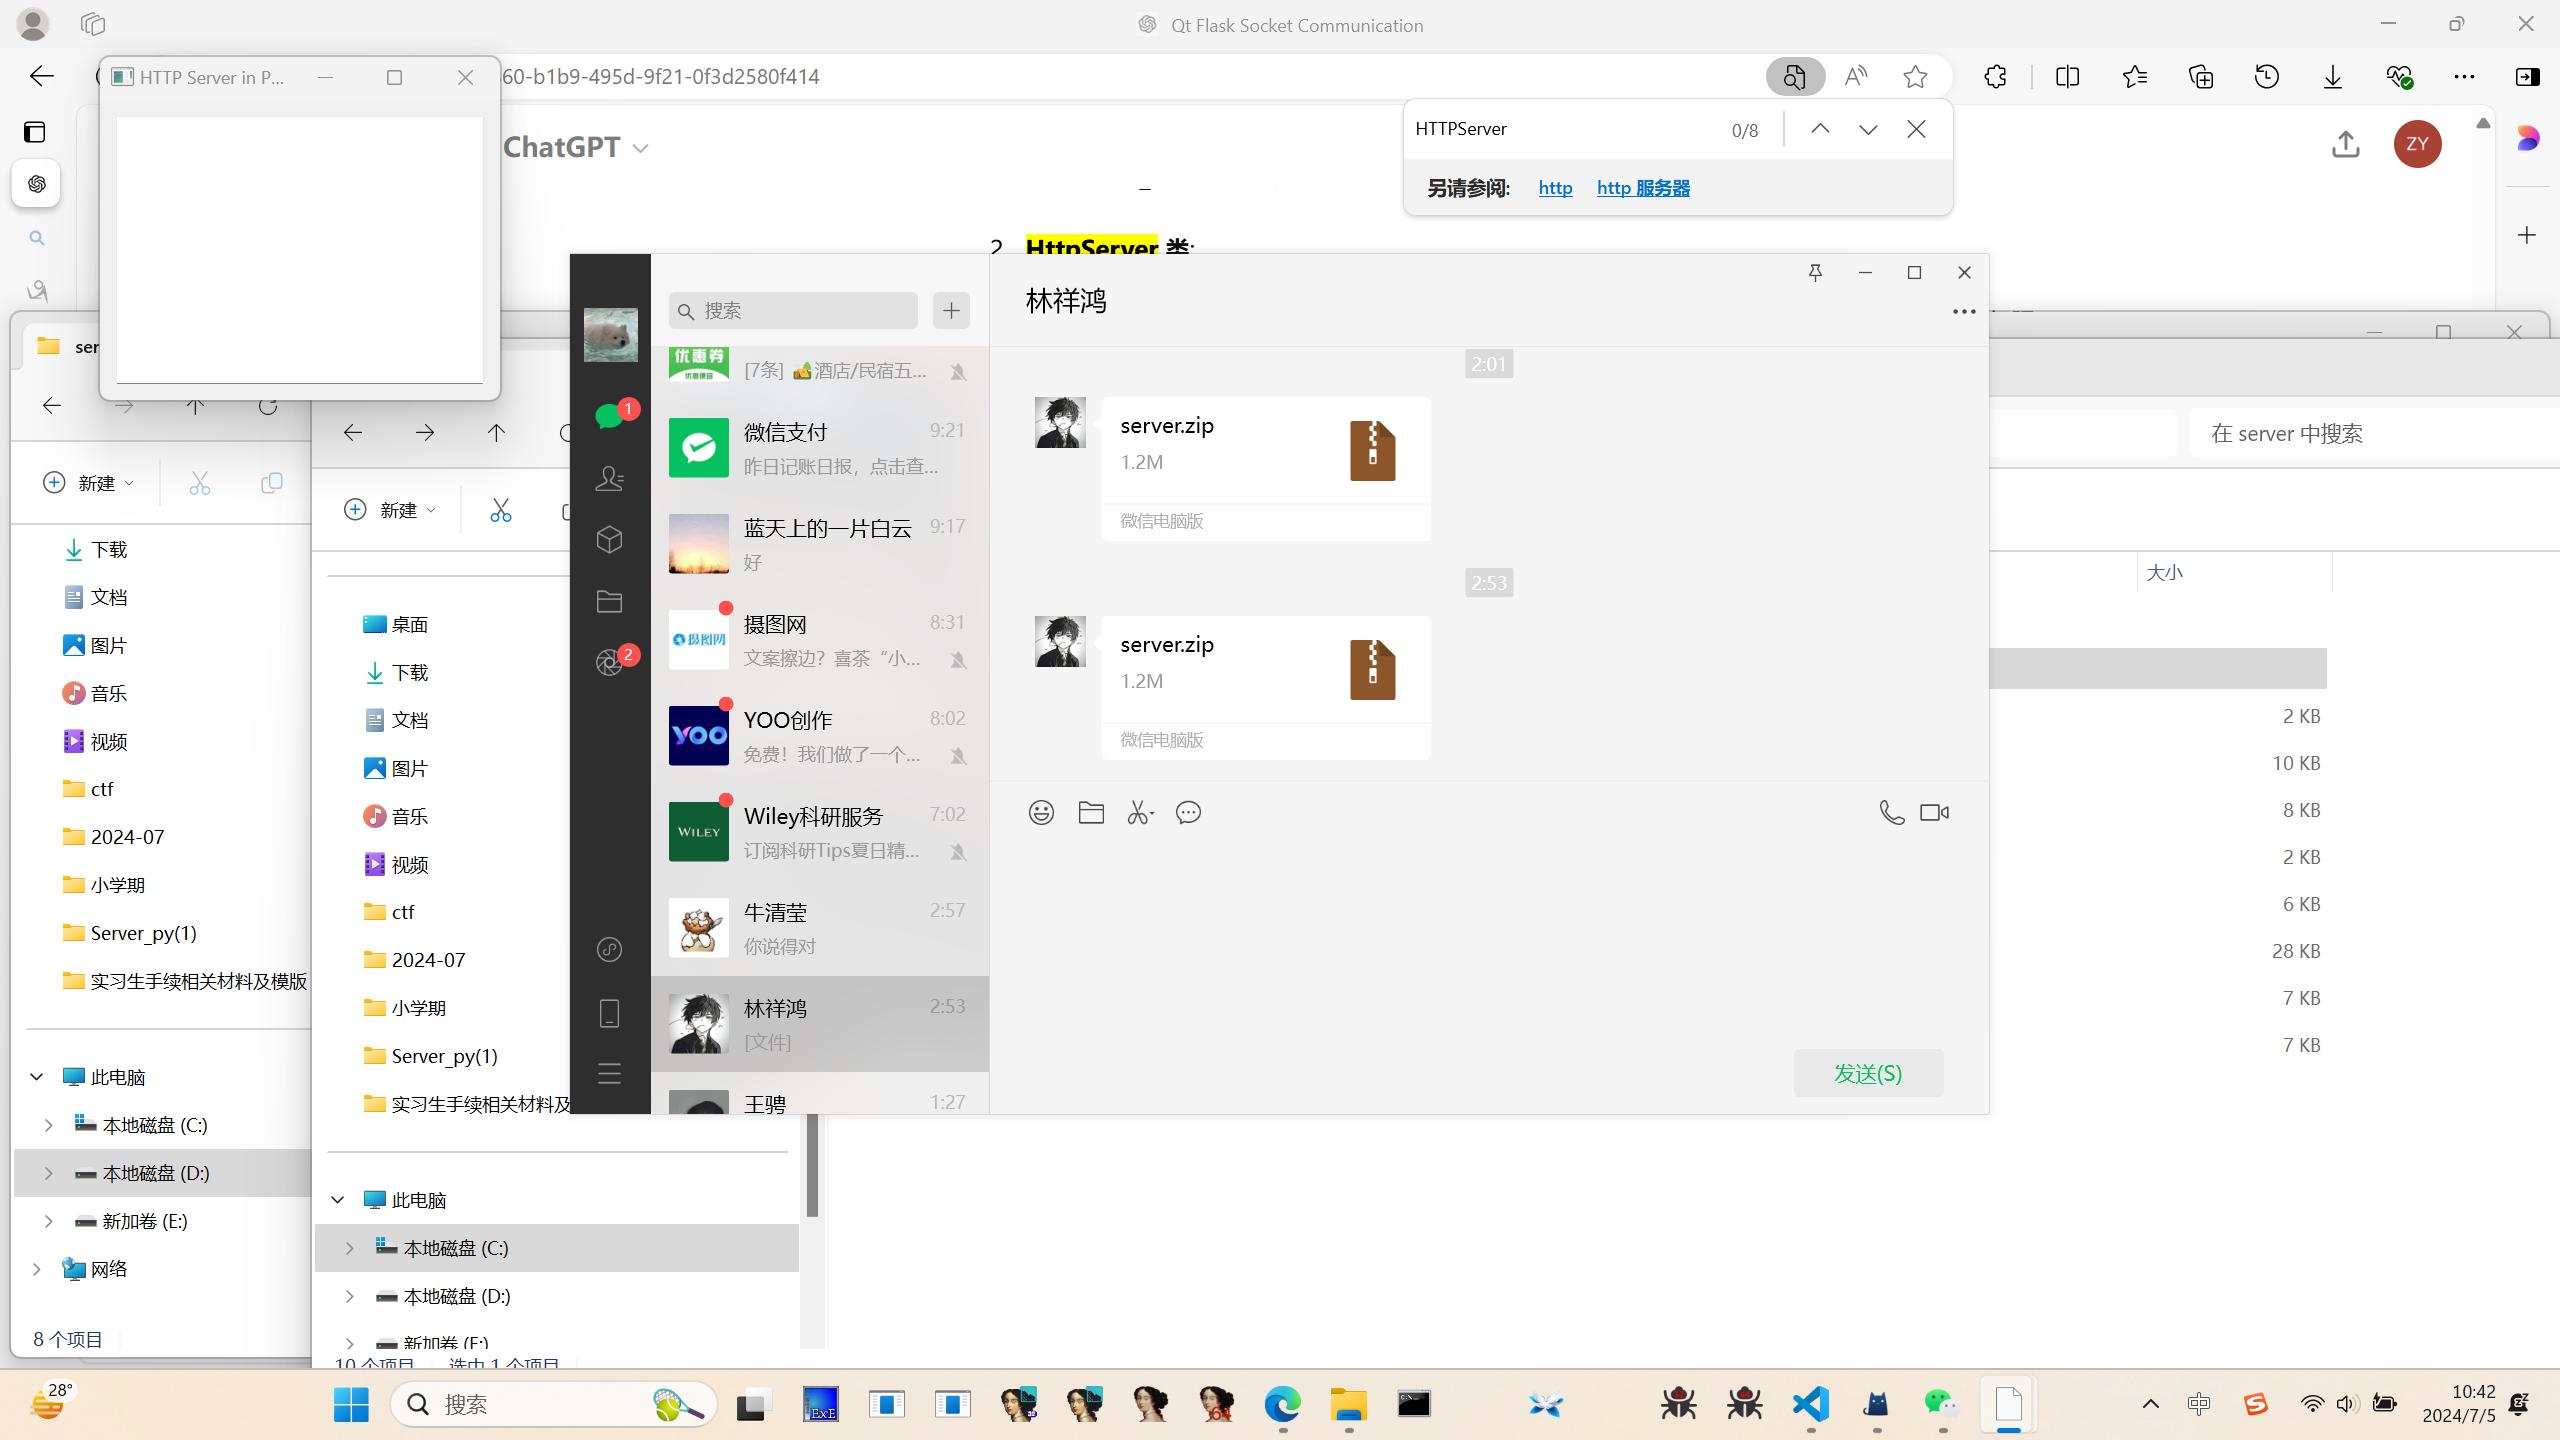 Qt Flask Socket Communication
HTTP Server in P...
60-b1b9-495d-9f21-0f3d2580f414
HTTPServer
0/8
另请参阅:
http
http 服务器
ChatGPT
ZY
2.
HttpServer 类:
ser
新建
下载
文档
图片
音乐
视频
ctf
2024-07
小学期
Server_py(1)
实习生手续相关材料及模版
此电脑
本地磁盘 (C:)
本地磁盘 (D:)
新加卷 (E:)
网络
8 个项目
新建
桌面
下载
文档
图片
音乐
视频
ctf
2024-07
小学期
Server_py(1)
实习生手续相关材料及
此电脑
本地磁盘 (C:)
本地磁盘 (D:)
新加卷 (E:)
10 个项目
选中 1 个项目
1
2
搜索
优惠券
优惠便宜
[7条] 酒店/民宿五...
微信支付
9:21
昨日记账日报，点击查...
蓝天上的一片白云
9:17
好
摄图网
摄图网
8:31
文案擦边？喜茶“小...
YOO
YOO创作
8:02
免费！我们做了一个...
WILEY
Wiley科研服务
7:02
订阅科研Tips夏日精...
牛清莹
2:57
你说得对
林祥鸿
2:53
[文件]
王骋
1:27
林祥鸿
2:01
server.zip
1.2M
微信电脑版
2:53
server.zip
1.2M
微信电脑版
发送(S)
在 server 中搜索
大小
2 KB
10 KB
8 KB
2 KB
6 KB
28 KB
7 KB
7 KB
28°
搜索
ExE
64
中
10:42
2024/7/5